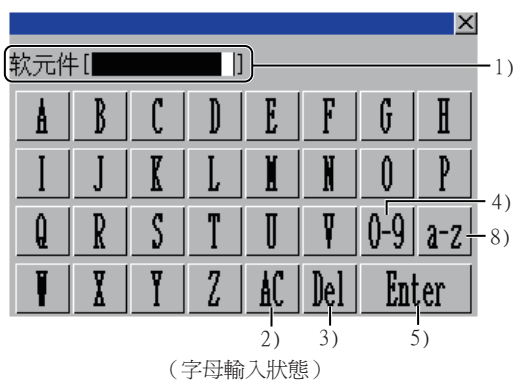 软元件[ ]
1)
A B C D E F G H
I J K L M N O P
4)
Q R S T U V 0-9 a-z
8)
W X Y Z AC Del Enter
2) 3) 5)
(字母輸入狀態)